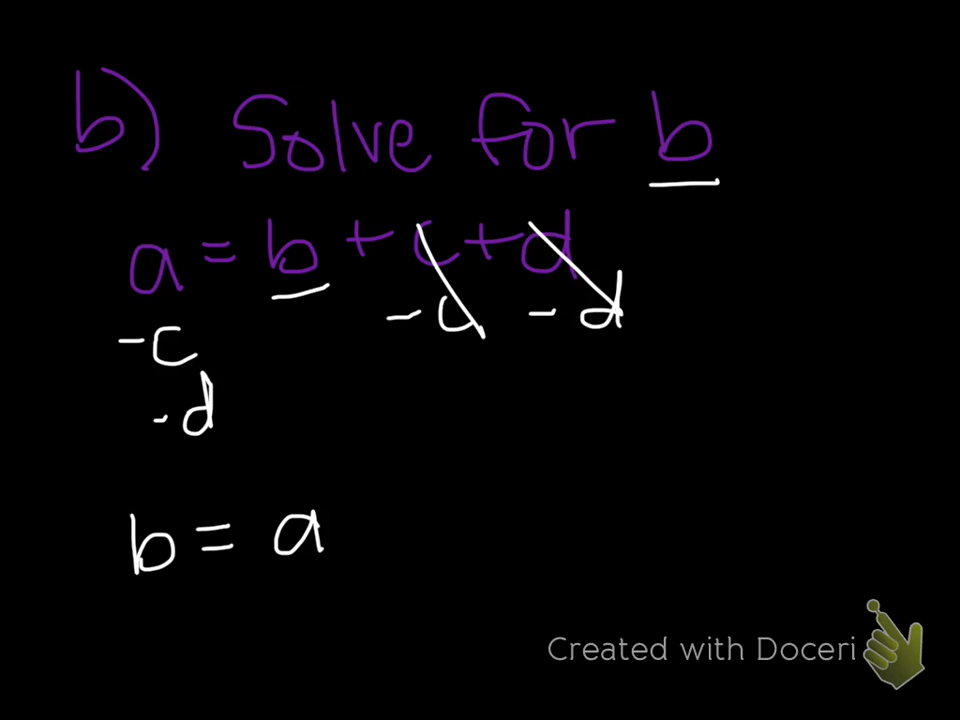 b) Solve for b
a = b + c + d
-c -c -d
-d
b = a
Created with Doceri